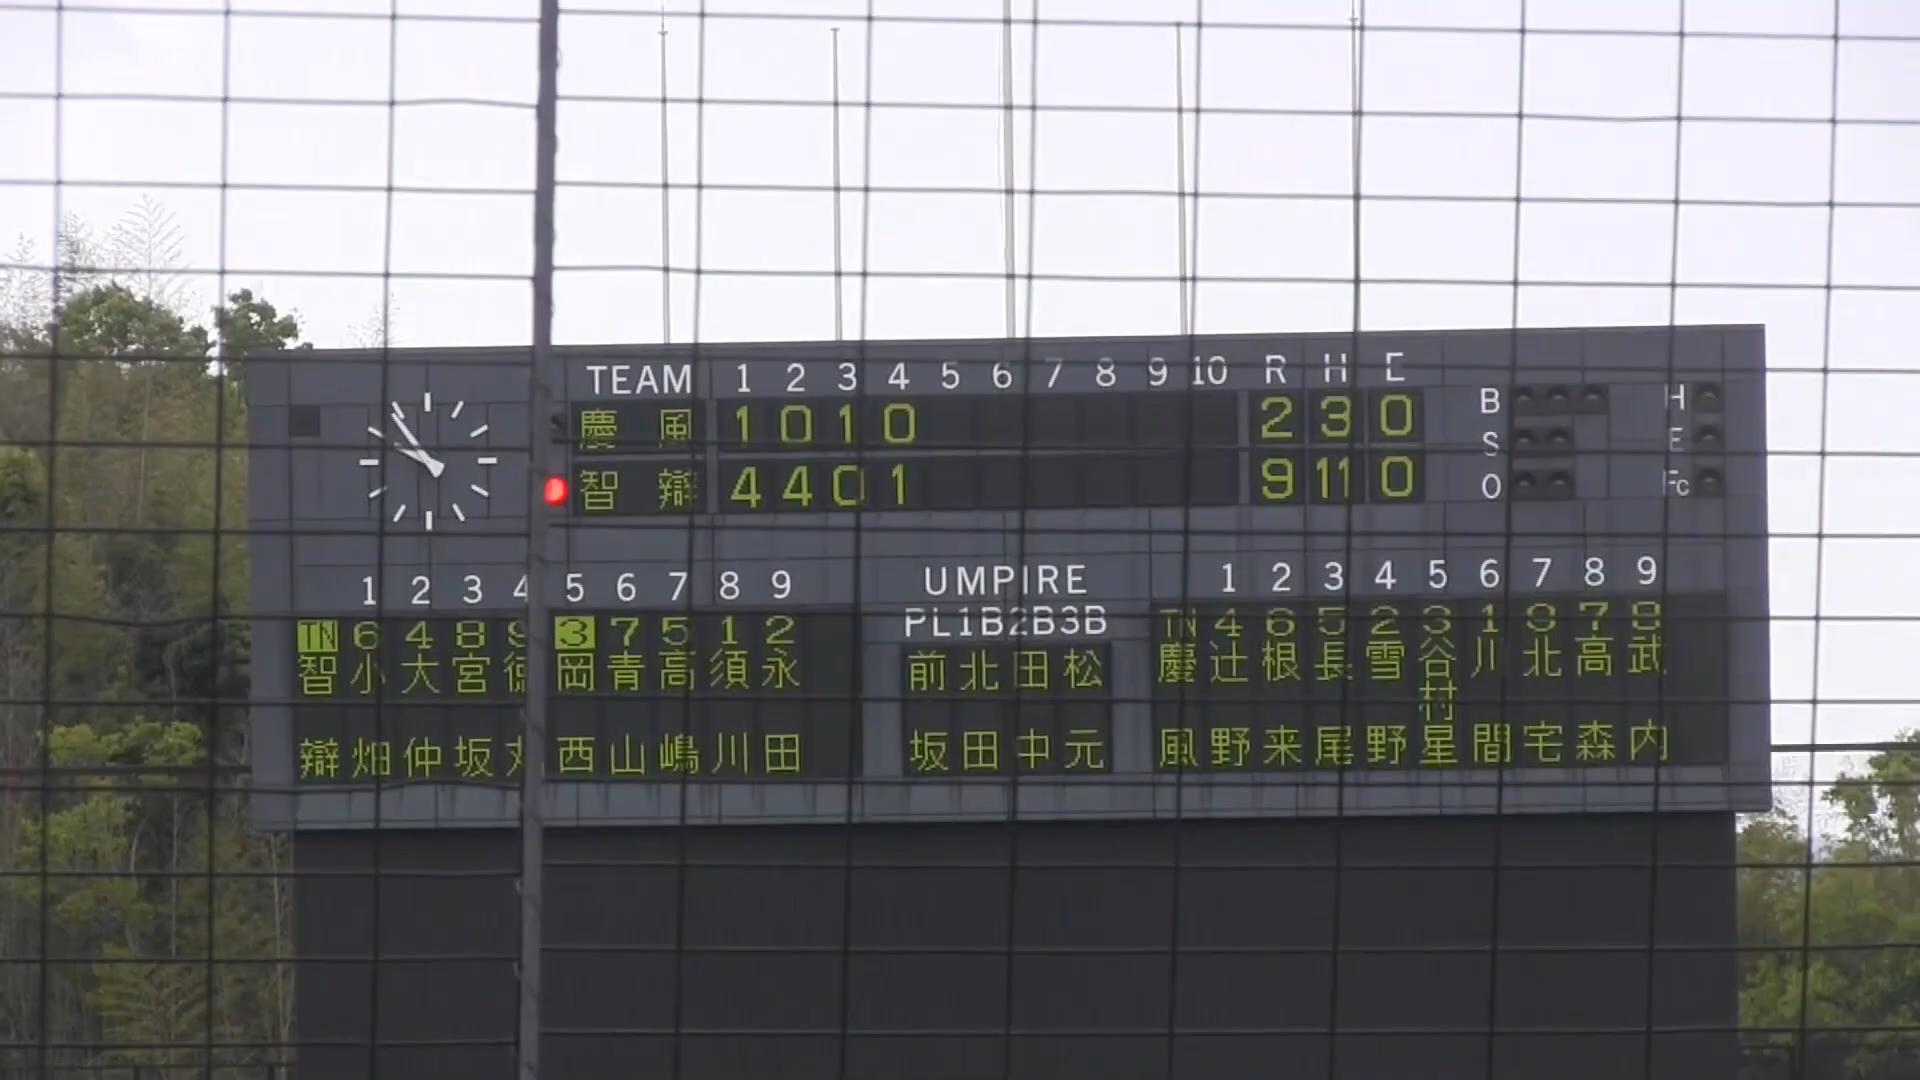 TEAM 1 2 3 4 5 6 7 8 9 10 R H E
慶風 1 0 1 0 2 3 0
智辯 4 4 0 1 9 11 0
B H
S E
O Fc
1 2 3 4 5 6 7 8 9
TN 6 4 8 9 3 7 5 1 2
智辯 小畑 大仲 宮坂 岡西 青山 高嶋 須川 永田
UMPIRE
PL 1B 2B 3B
前坂 北田 田中 松元
1 2 3 4 5 6 7 8 9
TN 4 6 5 2 3 1 9 7 8
慶風 辻野 根来 長尾 雪野 谷村星 川間 北宅 高森 武内